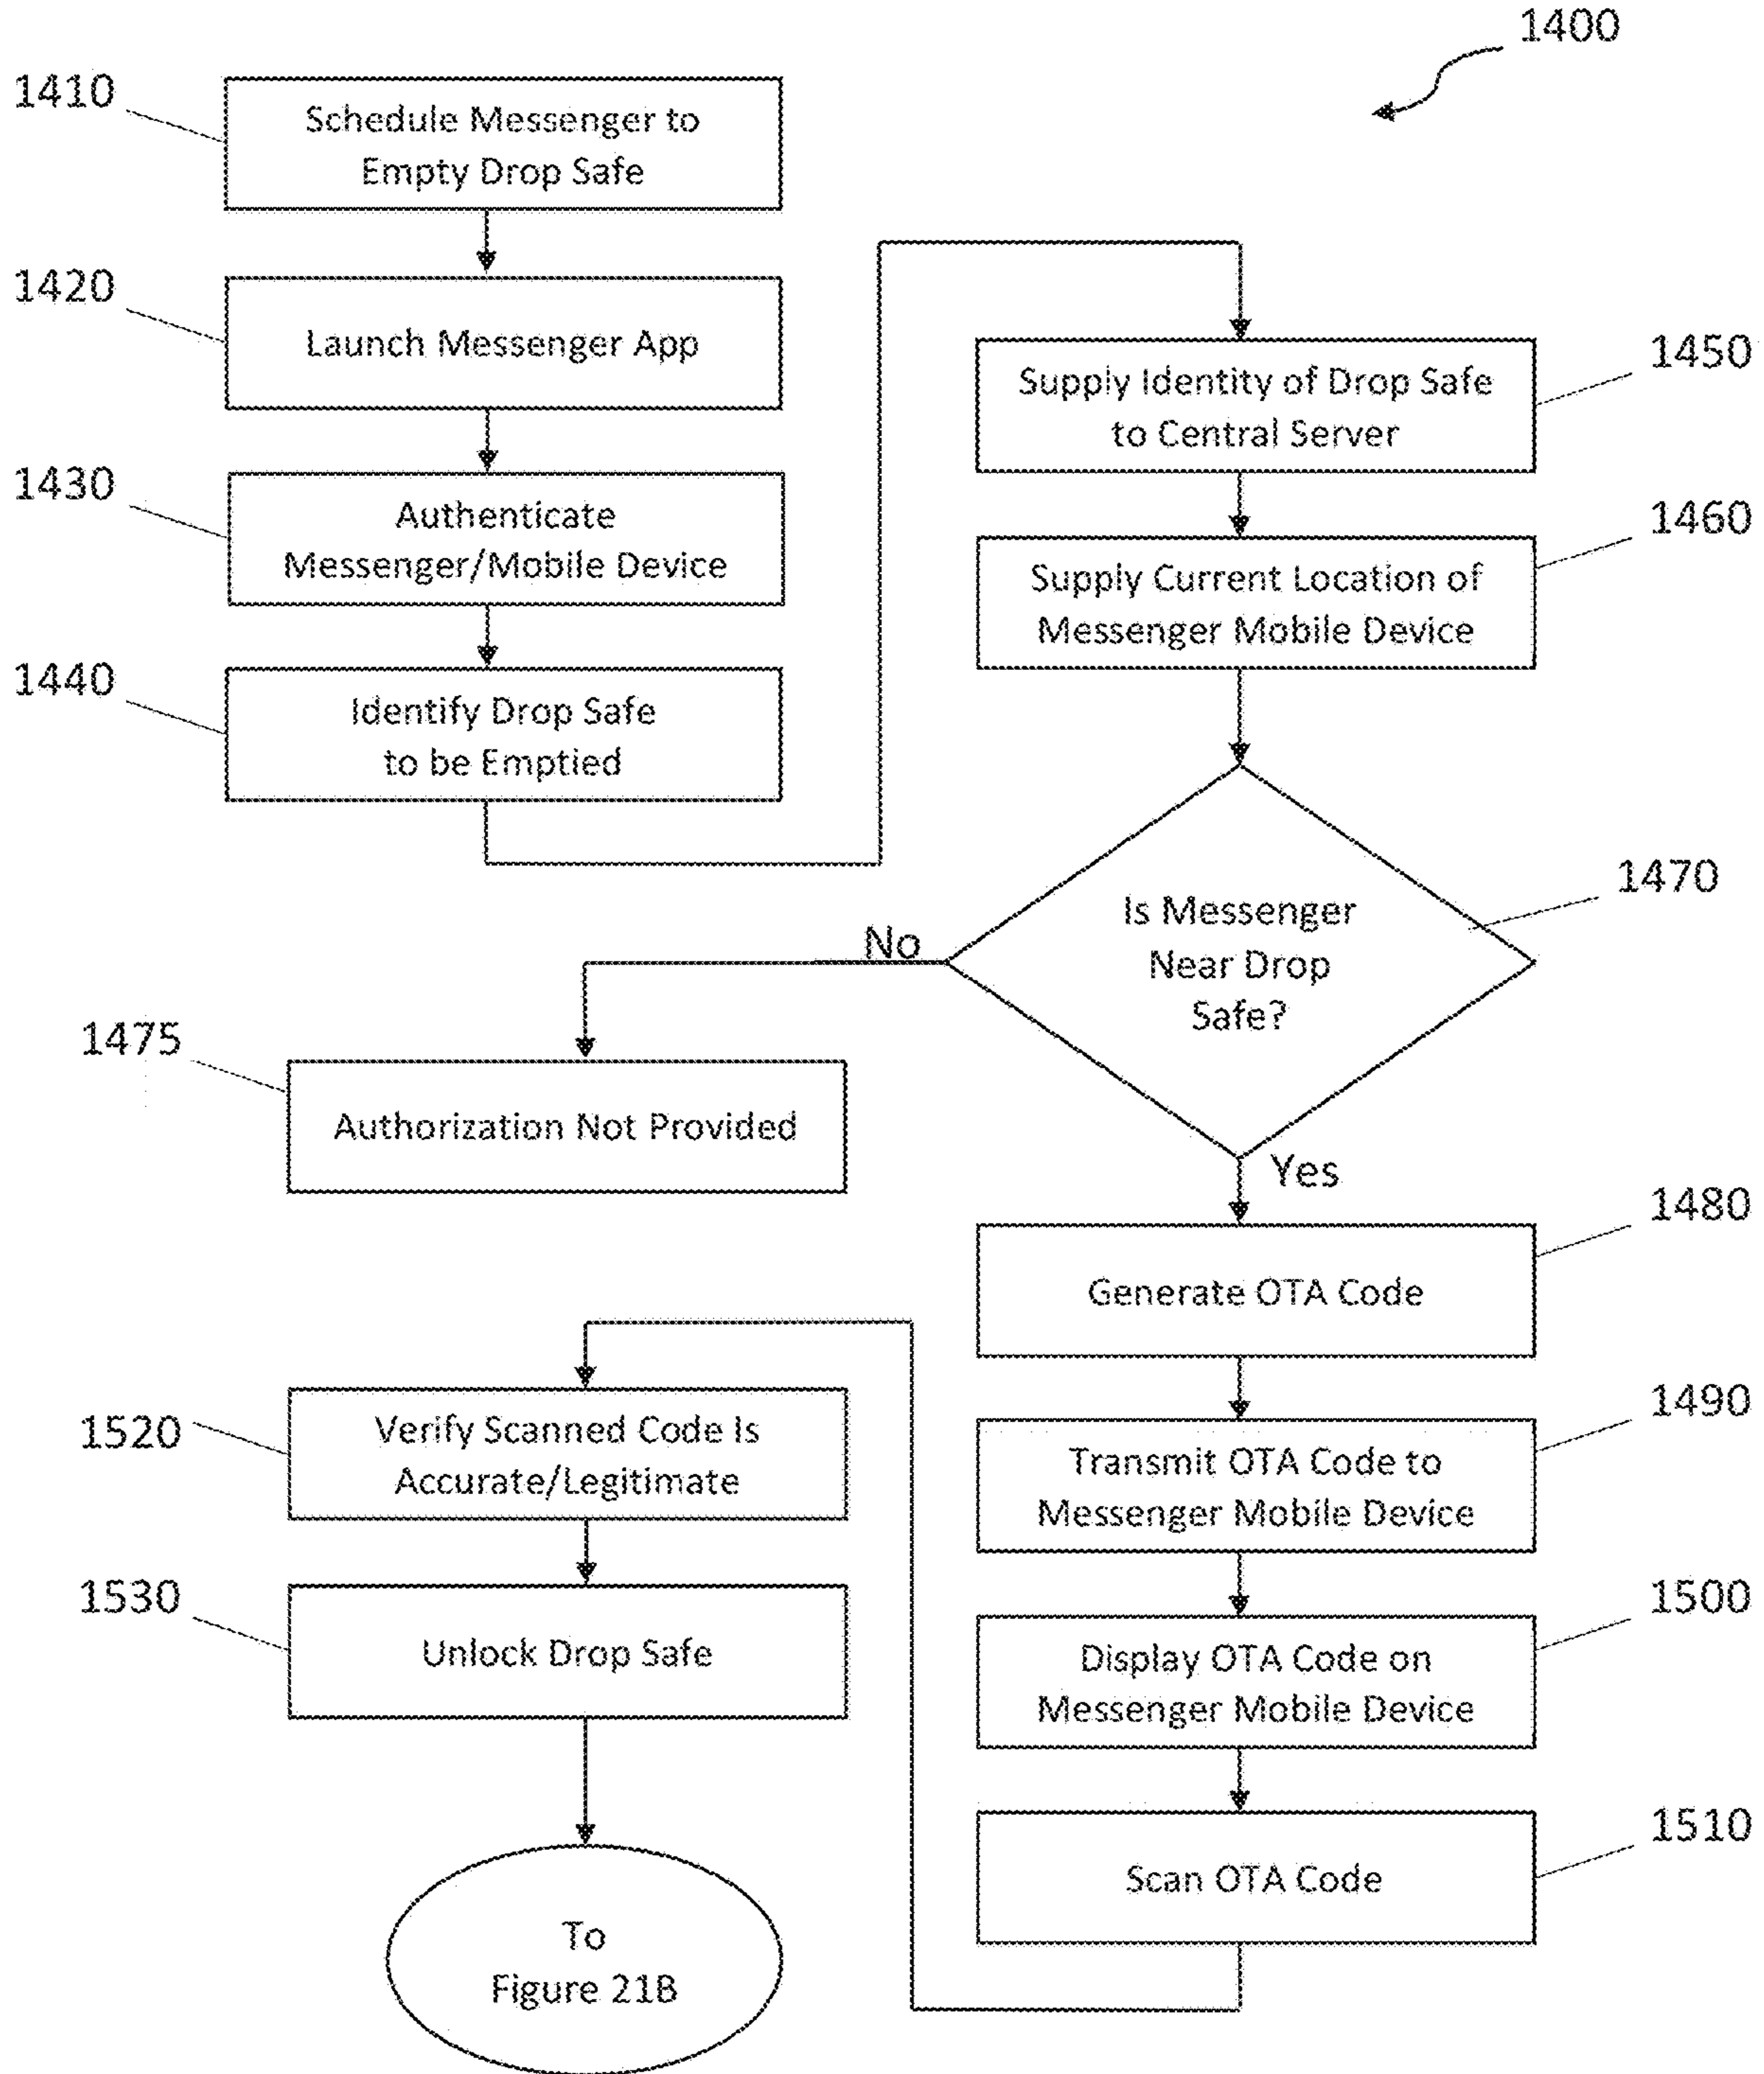 1400
1410
Schedule Messenger to
Empty Drop Safe
1420
Launch Messenger App
1430
Authenticate
Messenger/Mobile Device
1440
Identify Drop Safe
to be Emptied
1450
Supply Identity of Drop Safe
to Central Server
1460
Supply Current Location of
Messenger Mobile Device
1470
Is Messenger
Near Drop
Safe?
No
1475
Authorization Not Provided
Yes
1480
Generate OTA Code
1490
Transmit OTA Code to
Messenger Mobile Device
1500
Display OTA Code on
Messenger Mobile Device
1510
Scan OTA Code
1520
Verify Scanned Code Is
Accurate/Legitimate
1530
Unlock Drop Safe
To
Figure 21B